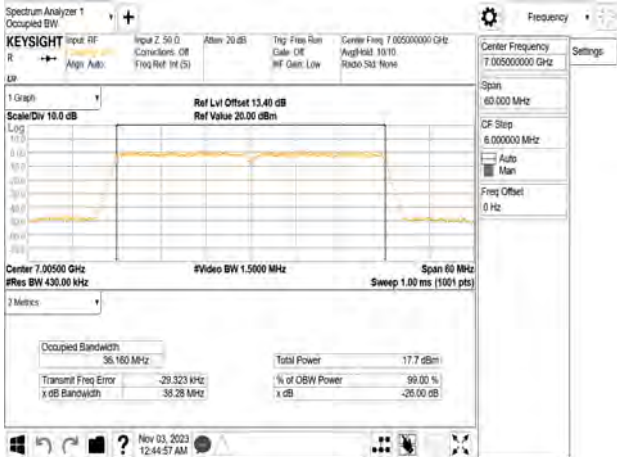 Spectrum Analyzer 1
Occupied BW
Frequency
KEYSIGHT Input: RF
R
Align: Auto
Input Z: 50 Ω
Corrections: Off
Freq Ref: Int (S)
Atten: 20 dB
Trig: Free Run
Gate: Off
#IF Gain: Low
Center Freq: 7.005000000 GHz
Avg|Hold: 10/10
Radio Std: None
Center Frequency
7.005000000 GHz
Settings
Span
60.000 MHz
CF Step
6.000000 MHz
Auto
Man
Freq Offset
0 Hz
1 Graph
Scale/Div 10.0 dB
Ref Lvl Offset 13.40 dB
Ref Value 20.00 dBm
Log
10.0
0.00
Center 7.00500 GHz
#Video BW 1.5000 MHz
Span 60 MHz
#Res BW 430.00 kHz
Sweep 1.00 ms (1001 pts)
2 Metrics
Occupied Bandwidth
36.160 MHz
Total Power 17.7 dBm
Transmit Freq Error -29.323 kHz
% of OBW Power 99.00 %
x dB Bandwidth 38.28 MHz
x dB -26.00 dB
?
Nov 03, 2023
12:44:57 AM